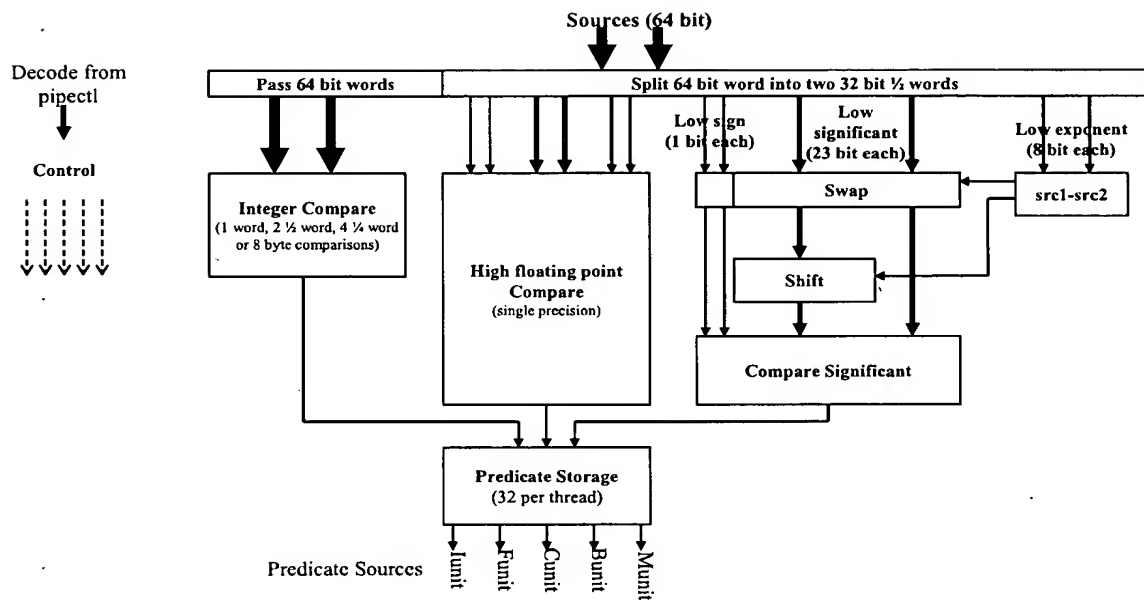 Sources (64 bit)
Decode from
pipectl
Pass 64 bit words
Split 64 bit word into two 32 bit ½ words
Low sign
(1 bit each)
Low
significant
(23 bit each)
Low exponent
(8 bit each)
Control
Integer Compare
(1 word, 2 ½ word, 4 ¼ word
or 8 byte comparisons)
High floating point
Compare
(single precision)
Swap
src1-src2
Shift
Compare Significant
Predicate Storage
(32 per thread)
Predicate Sources
Iunit
Funit
Cunit
Bunit
Munit